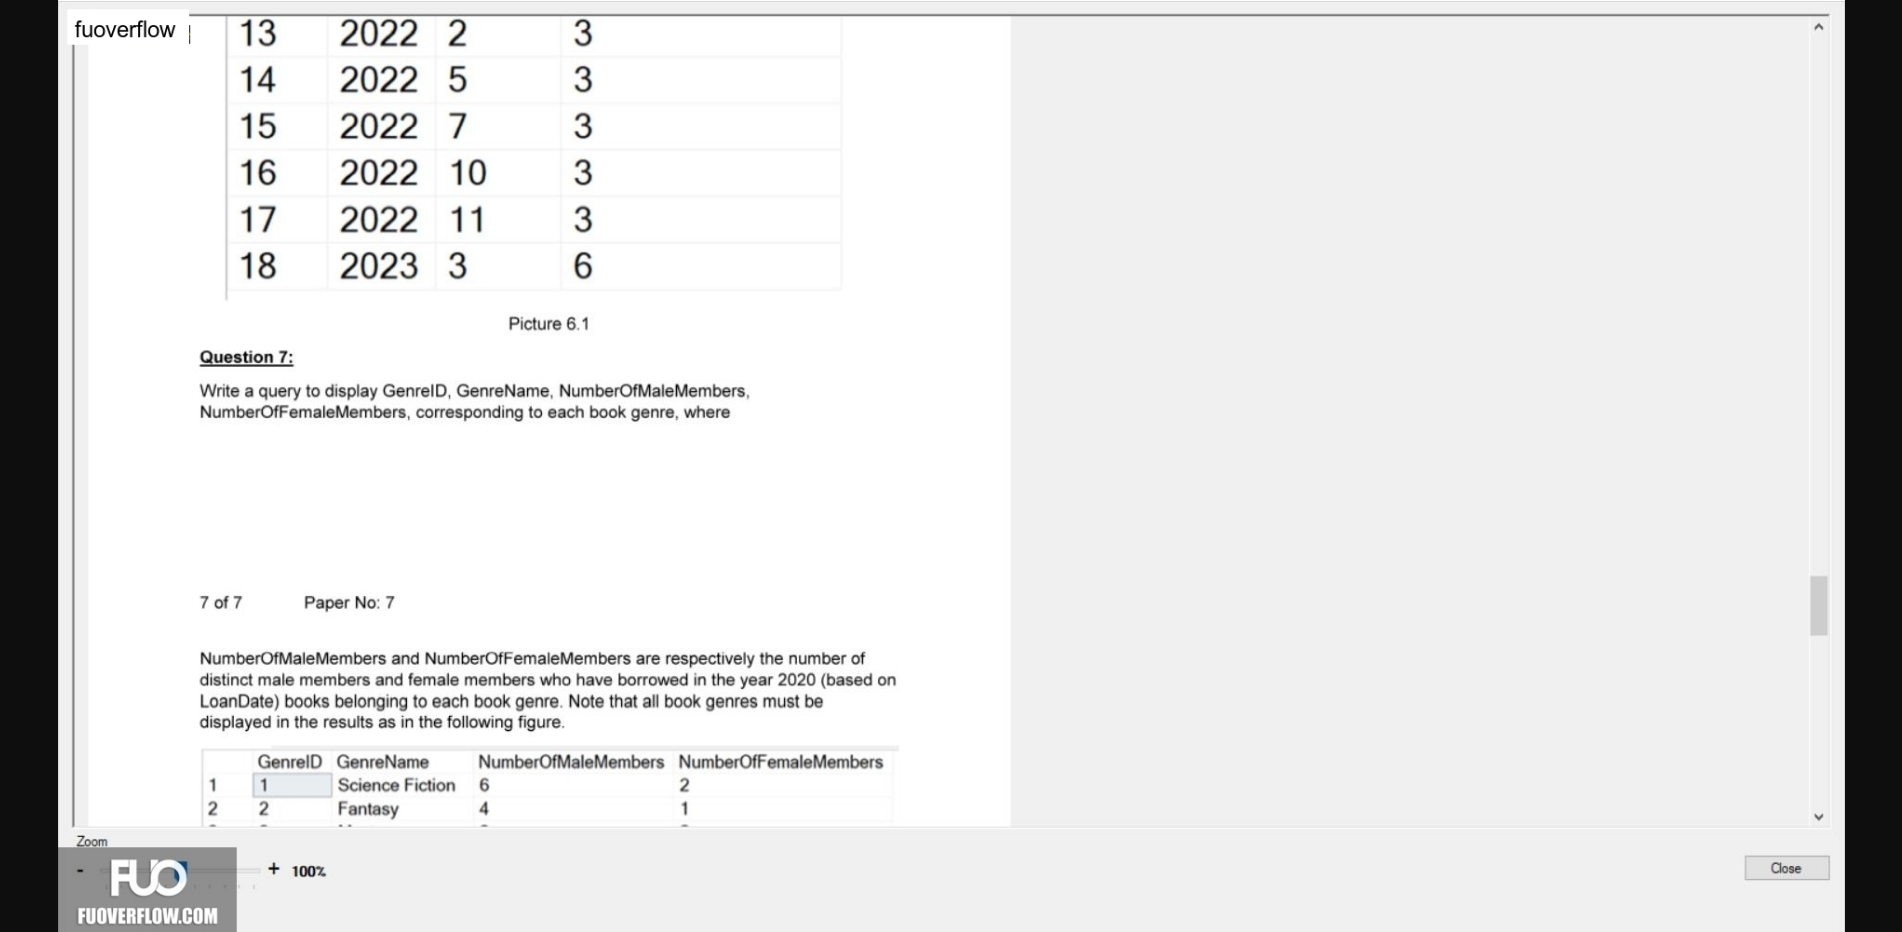 fuoverflow
13 2022 2 3
14 2022 5 3
15 2022 7 3
16 2022 10 3
17 2022 11 3
18 2023 3 6
Picture 6.1
Question 7:
Write a query to display GenreID, GenreName, NumberOfMaleMembers,
NumberOfFemaleMembers, corresponding to each book genre, where
7 of 7 Paper No: 7
NumberOfMaleMembers and NumberOfFemaleMembers are respectively the number of
distinct male members and female members who have borrowed in the year 2020 (based on
LoanDate) books belonging to each book genre. Note that all book genres must be
displayed in the results as in the following figure.
GenreID GenreName NumberOfMaleMembers NumberOfFemaleMembers
1 1 Science Fiction 6 2
2 2 Fantasy 4 1
Zoom
- + 100%
Close
FUO
FUOVERFLOW.COM